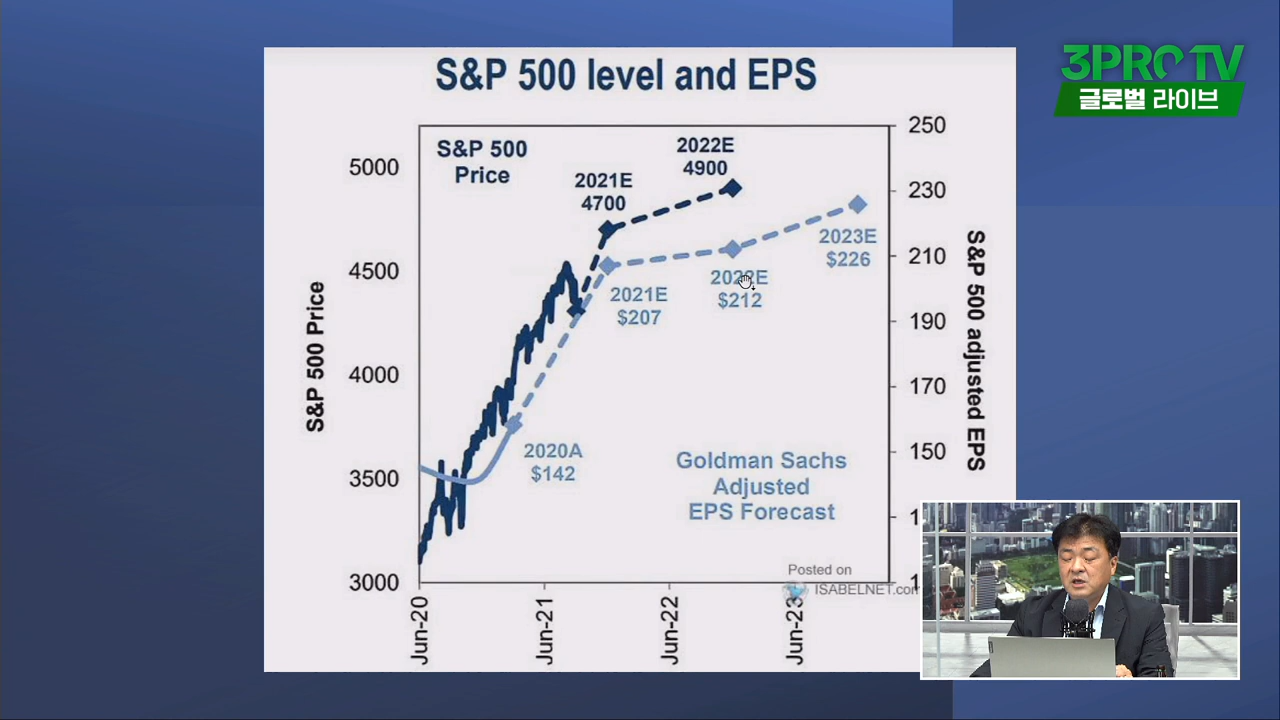 3PRO TV
글로벌 라이브
S&P 500 level and EPS
S&P 500
Price
2021E
4700
2022E
4900
2021E
$207
2022E
$212
2023E
$226
2020A
$142
Goldman Sachs
Adjusted
EPS Forecast
S&P 500 Price
5000
4500
4000
3500
3000
S&P 500 adjusted EPS
250
230
210
190
170
150
Jun-20
Jun-21
Jun-22
Jun-23
Posted on
ISABELNET.com